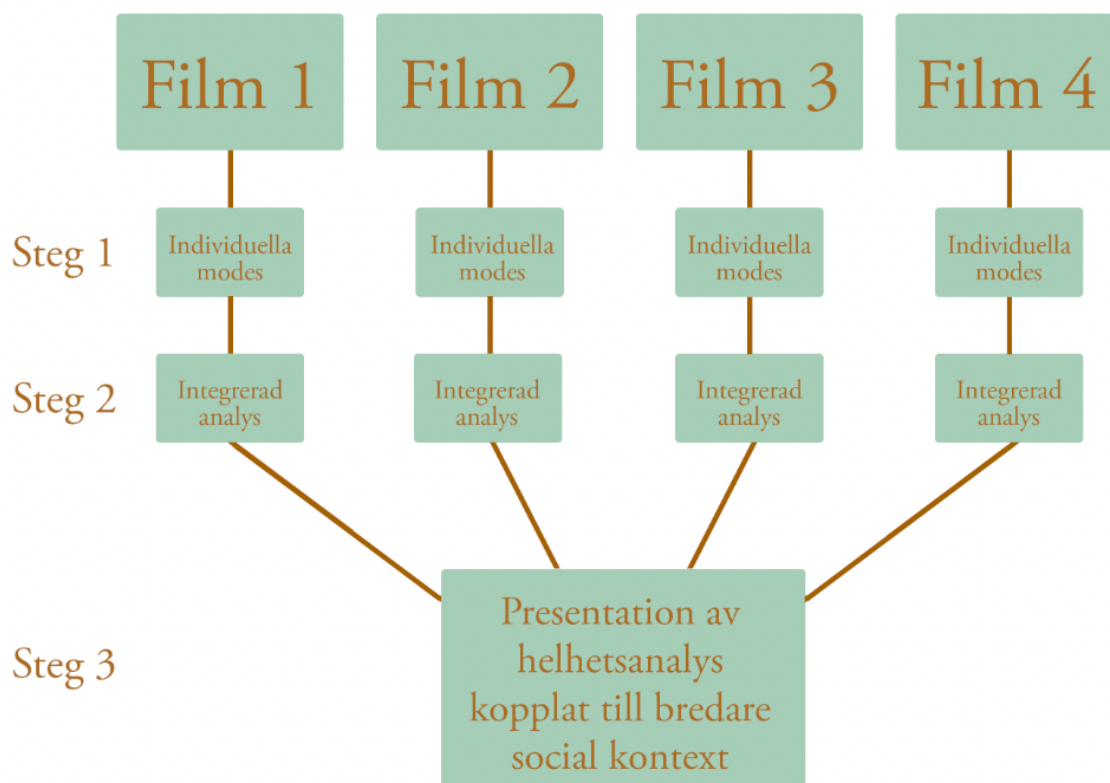 Film 1
Film 2
Film 3
Film 4
Steg 1
Individuella
modes
Individuella
modes
Individuella
modes
Individuella
modes
Steg 2
Integrerad
analys
Integrerad
analys
Integrerad
analys
Integrerad
analys
Steg 3
Presentation av
helhetsanalys
kopplat till bredare
social kontext